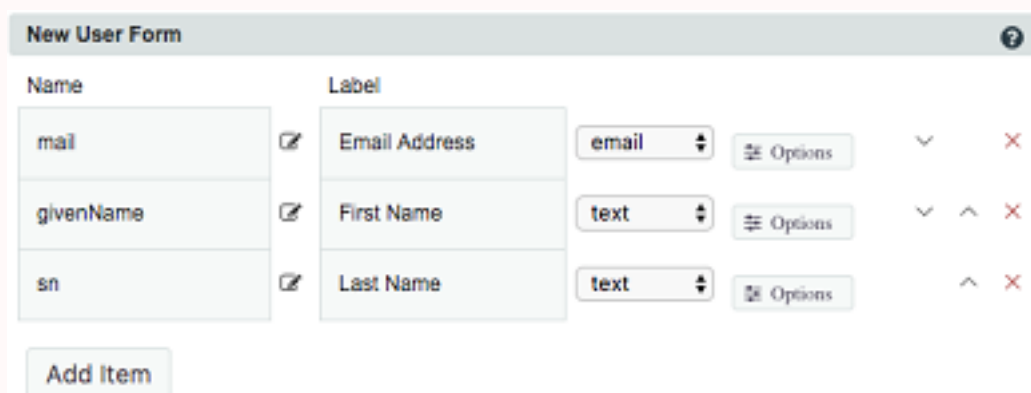 New User Form
Name Label
mail Email Address email Options
givenName First Name text Options
sn Last Name text Options
Add Item